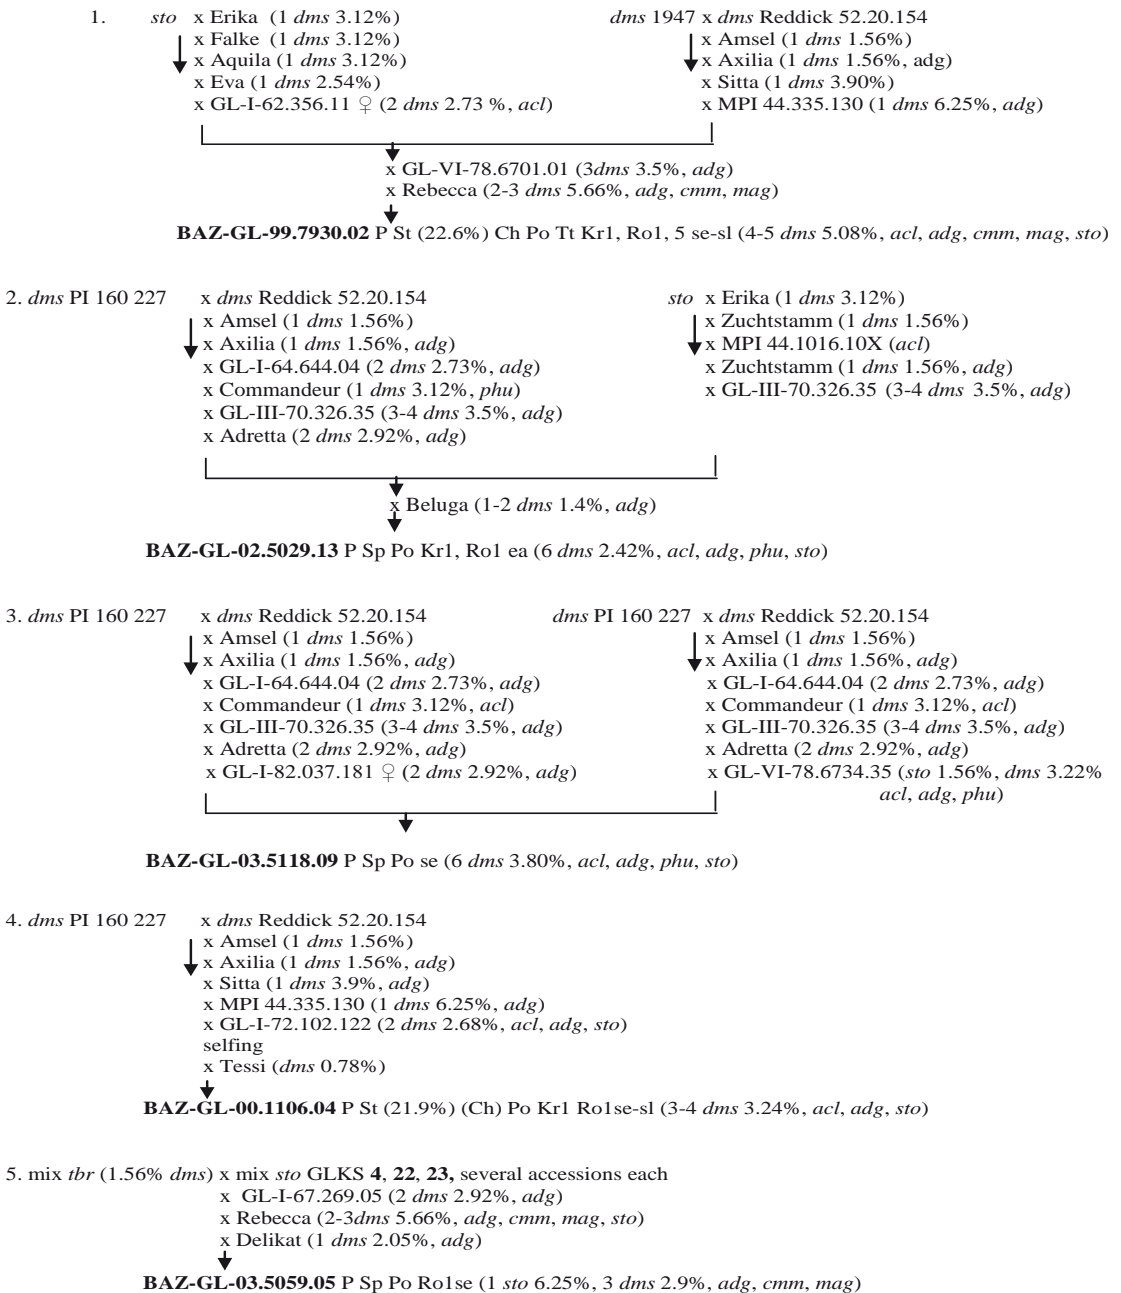 1. sto x Erika (1 dms 3.12%)
x Falke (1 dms 3.12%)
x Aquila (1 dms 3.12%)
x Eva (1 dms 2.54%)
x GL-I-62.356.11 ♀ (2 dms 2.73 %, acl)
dms 1947 x dms Reddick 52.20.154
x Amsel (1 dms 1.56%)
x Axilia (1 dms 1.56%, adg)
x Sitta (1 dms 3.90%)
x MPI 44.335.130 (1 dms 6.25%, adg)
x GL-VI-78.6701.01 (3dms 3.5%, adg)
x Rebecca (2-3 dms 5.66%, adg, cmm, mag)
BAZ-GL-99.7930.02 P St (22.6%) Ch Po Tt Kr1, Ro1, 5 se-sl (4-5 dms 5.08%, acl, adg, cmm, mag, sto)
2. dms PI 160 227 x dms Reddick 52.20.154
x Amsel (1 dms 1.56%)
x Axilia (1 dms 1.56%, adg)
x GL-I-64.644.04 (2 dms 2.73%, adg)
x Commandeur (1 dms 3.12%, phu)
x GL-III-70.326.35 (3-4 dms 3.5%, adg)
x Adretta (2 dms 2.92%, adg)
sto x Erika (1 dms 3.12%)
x Zuchtstamm (1 dms 1.56%)
x MPI 44.1016.10X (acl)
x Zuchtstamm (1 dms 1.56%, adg)
x GL-III-70.326.35 (3-4 dms 3.5%, adg)
x Beluga (1-2 dms 1.4%, adg)
BAZ-GL-02.5029.13 P Sp Po Kr1, Ro1 ea (6 dms 2.42%, acl, adg, phu, sto)
3. dms PI 160 227 x dms Reddick 52.20.154
x Amsel (1 dms 1.56%)
x Axilia (1 dms 1.56%, adg)
x GL-I-64.644.04 (2 dms 2.73%, adg)
x Commandeur (1 dms 3.12%, acl)
x GL-III-70.326.35 (3-4 dms 3.5%, adg)
x Adretta (2 dms 2.92%, adg)
x GL-I-82.037.181 ♀ (2 dms 2.92%, adg)
dms PI 160 227 x dms Reddick 52.20.154
x Amsel (1 dms 1.56%)
x Axilia (1 dms 1.56%, adg)
x GL-I-64.644.04 (2 dms 2.73%, adg)
x Commandeur (1 dms 3.12%, acl)
x GL-III-70.326.35 (3-4 dms 3.5%, adg)
x Adretta (2 dms 2.92%, adg)
x GL-VI-78.6734.35 (sto 1.56%, dms 3.22%
acl, adg, phu)
BAZ-GL-03.5118.09 P Sp Po se (6 dms 3.80%, acl, adg, phu, sto)
4. dms PI 160 227 x dms Reddick 52.20.154
x Amsel (1 dms 1.56%)
x Axilia (1 dms 1.56%, adg)
x Sitta (1 dms 3.9%, adg)
x MPI 44.335.130 (1 dms 6.25%, adg)
x GL-I-72.102.122 (2 dms 2.68%, acl, adg, sto)
selfing
x Tessi (dms 0.78%)
BAZ-GL-00.1106.04 P St (21.9%) (Ch) Po Kr1 Ro1se-sl (3-4 dms 3.24%, acl, adg, sto)
5. mix tbr (1.56% dms) x mix sto GLKS 4, 22, 23, several accessions each
x GL-I-67.269.05 (2 dms 2.92%, adg)
x Rebecca (2-3dms 5.66%, adg, cmm, mag, sto)
x Delikat (1 dms 2.05%, adg)
BAZ-GL-03.5059.05 P Sp Po Ro1se (1 sto 6.25%, 3 dms 2.9%, adg, cmm, mag)